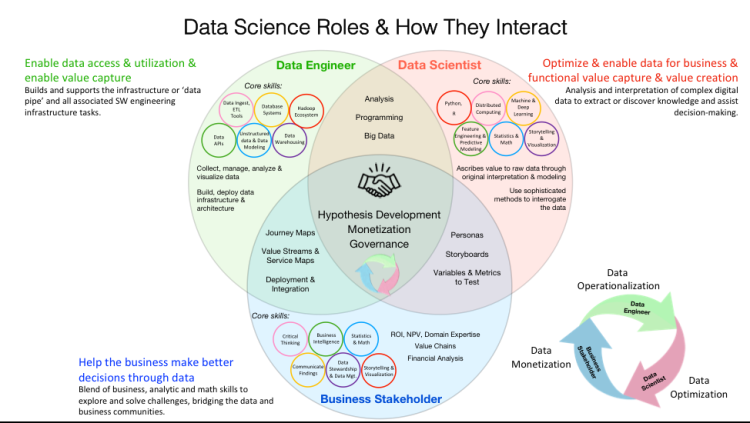 Data Science Roles & How They Interact
Enable data access & utilization &
enable value capture
Builds and supports the infrastructure or ‘data
pipe’ and all associated SW engineering
infrastructure tasks.
Data Engineer
Core skills:
Data Ingest,
ETL
Tools
Database
Systems
Hadoop
Ecosystem
Data
APIs
Unstructured
data & Data
Modeling
Data
Warehousing
Collect, manage, analyze &
visualize data
Build, deploy data
infrastructure &
architecture
Analysis
Programming
Big Data
Data Scientist
Core skills:
Python,
R
Distributed
Computing
Machine &
Deep
Learning
Feature
Engineering &
Predictive
Modeling
Statistics &
Math
Storytelling
&
Visualization
Ascribes value to raw data through
original interpretation & modeling
Use sophisticated
methods to interrogate
the data
Optimize & enable data for business &
functional value capture & value creation
Analysis and interpretation of complex digital
data to extract or discover knowledge and assist
decision-making.
Hypothesis Development
Monetization
Governance
Journey Maps
Value Streams &
Service Maps
Deployment &
Integration
Personas
Storyboards
Variables & Metrics
to Test
Core skills:
Critical
Thinking
Business
Intelligence
Statistics
& Math
Communicate
Findings
Data
Stewardship
& Data Mgt.
Storytelling &
Visualization
ROI, NPV, Domain Expertise
Value Chains
Financial Analysis
Business Stakeholder
Help the business make better
decisions through data
Blend of business, analytic and math skills to
explore and solve challenges, bridging the data and
business communities.
Data
Operationalization
Data
Engineer
Data
Monetization
Business
Stakeholder
Data
Scientist
Data
Optimization